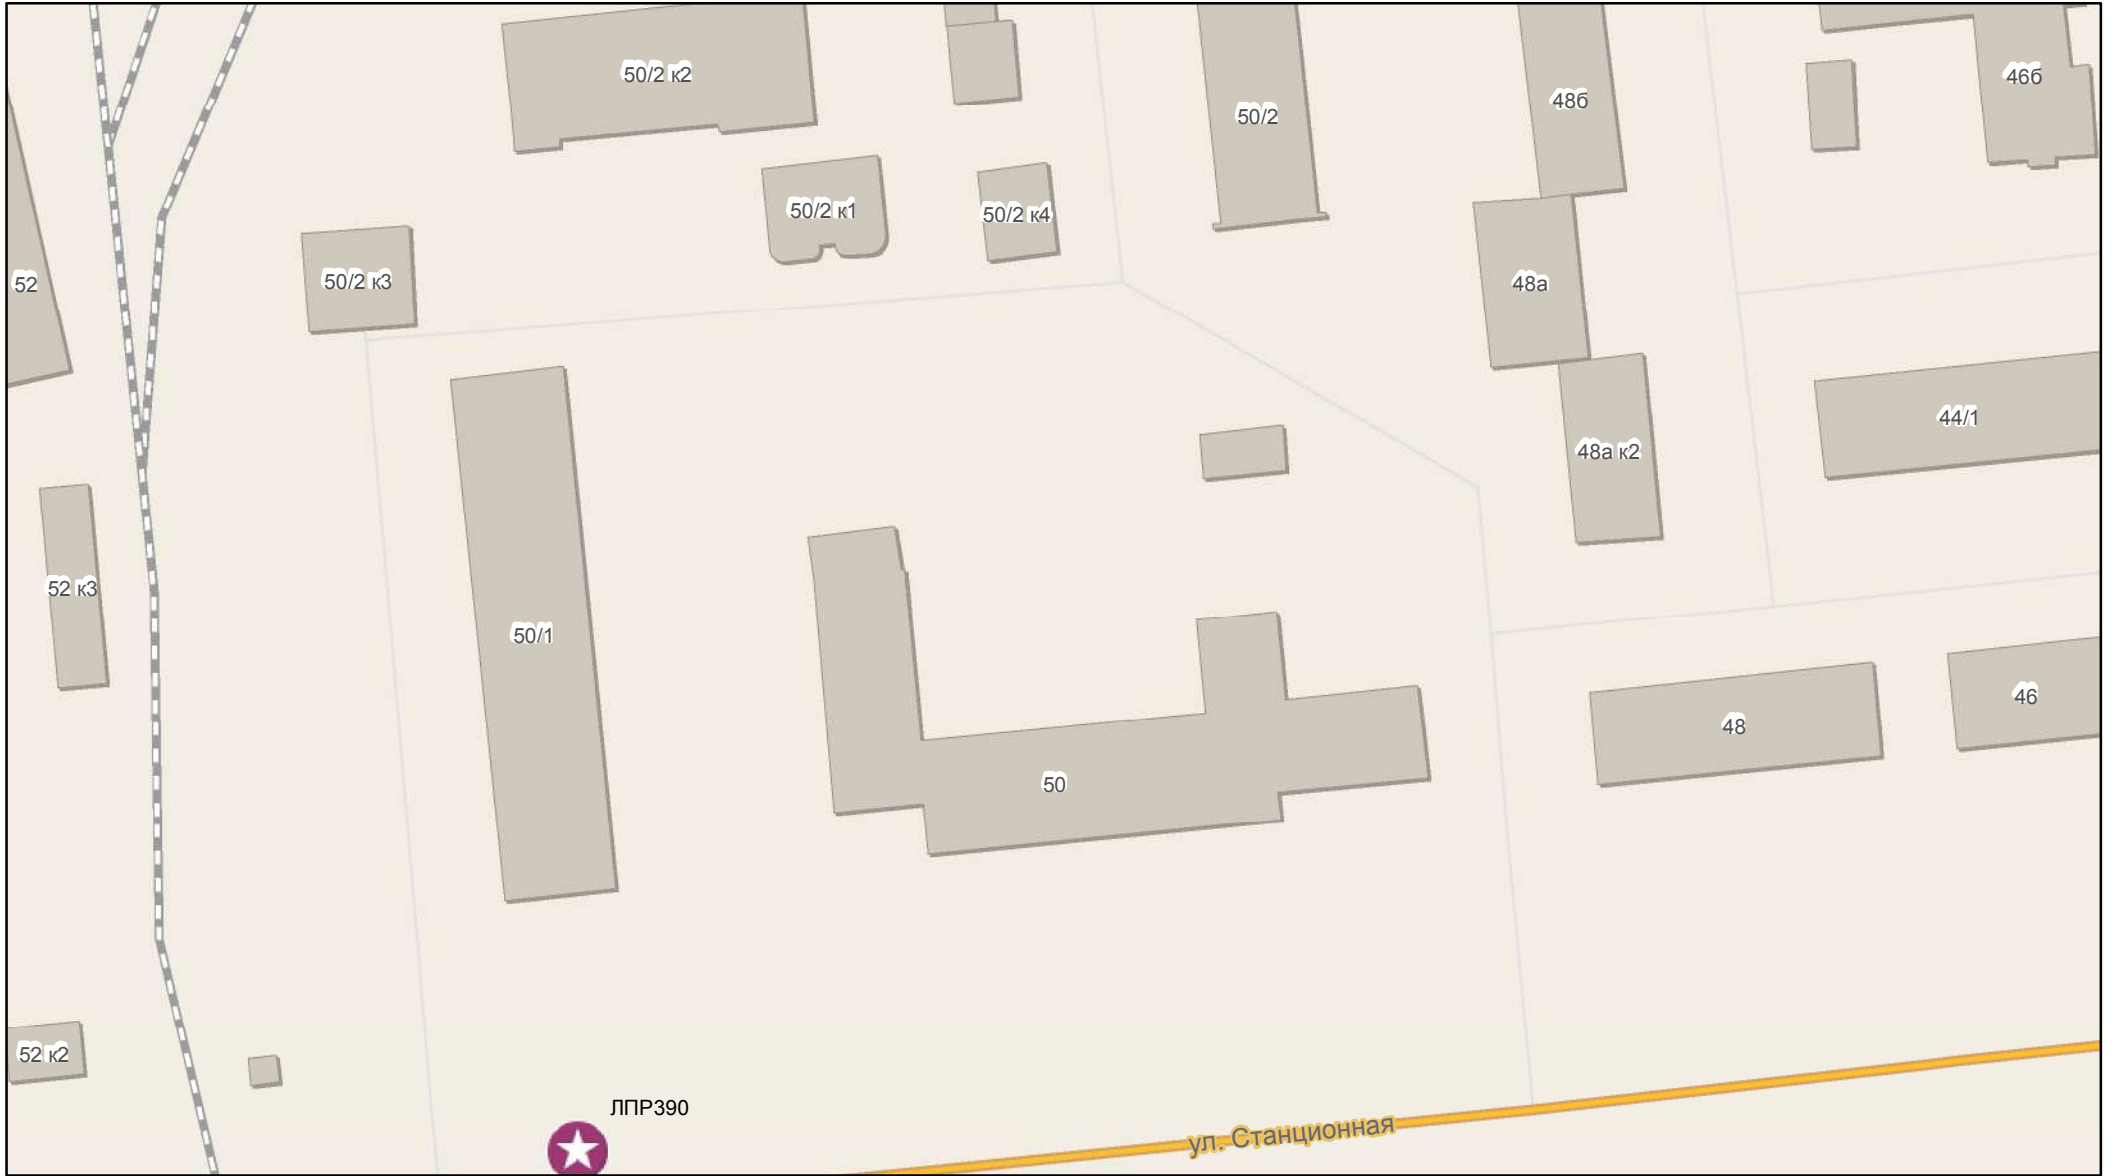 50/2 к2
46б
48б
50/2
50/2 к1
50/2 к4
50/2 к3
52
48а
44/1
48а к2
52 к3
50/1
46
48
50
52 к2
ЛПР390
ул. Станционная